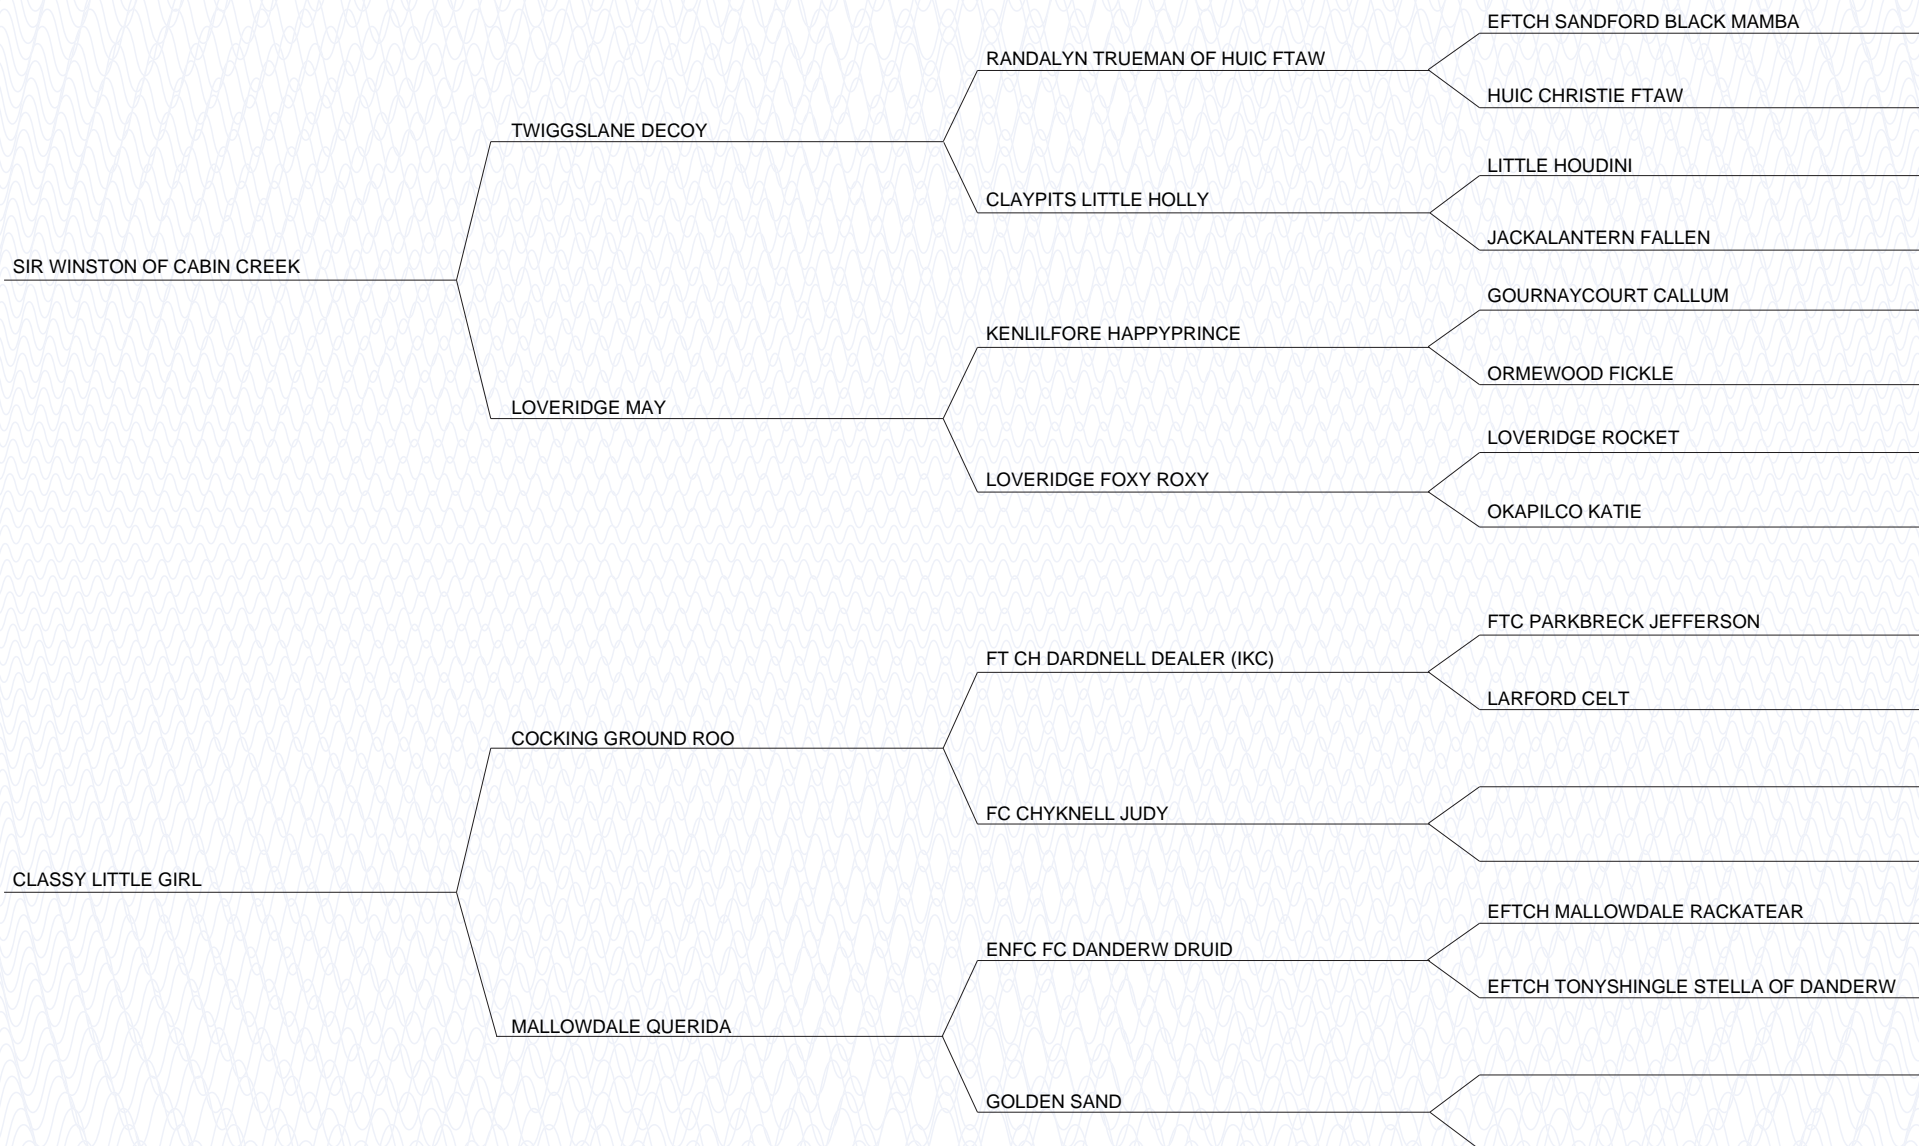 EFTCH SANDFORD BLACK MAMBA
RANDALYN TRUEMAN OF HUIC FTAW
HUIC CHRISTIE FTAW
TWIGGSLANE DECOY
LITTLE HOUDINI
CLAYPITS LITTLE HOLLY
JACKALANTERN FALLEN
SIR WINSTON OF CABIN CREEK
GOURNAYCOURT CALLUM
KENLILFORE HAPPYPRINCE
ORMEWOOD FICKLE
LOVERIDGE MAY
LOVERIDGE ROCKET
LOVERIDGE FOXY ROXY
OKAPILCO KATIE
FTC PARKBRECK JEFFERSON
FT CH DARDNELL DEALER (IKC)
LARFORD CELT
COCKING GROUND ROO
FC CHYKNELL JUDY
CLASSY LITTLE GIRL
EFTCH MALLOWDALE RACKATEAR
ENFC FC DANDERW DRUID
EFTCH TONYSHINGLE STELLA OF DANDERW
MALLOWDALE QUERIDA
GOLDEN SAND